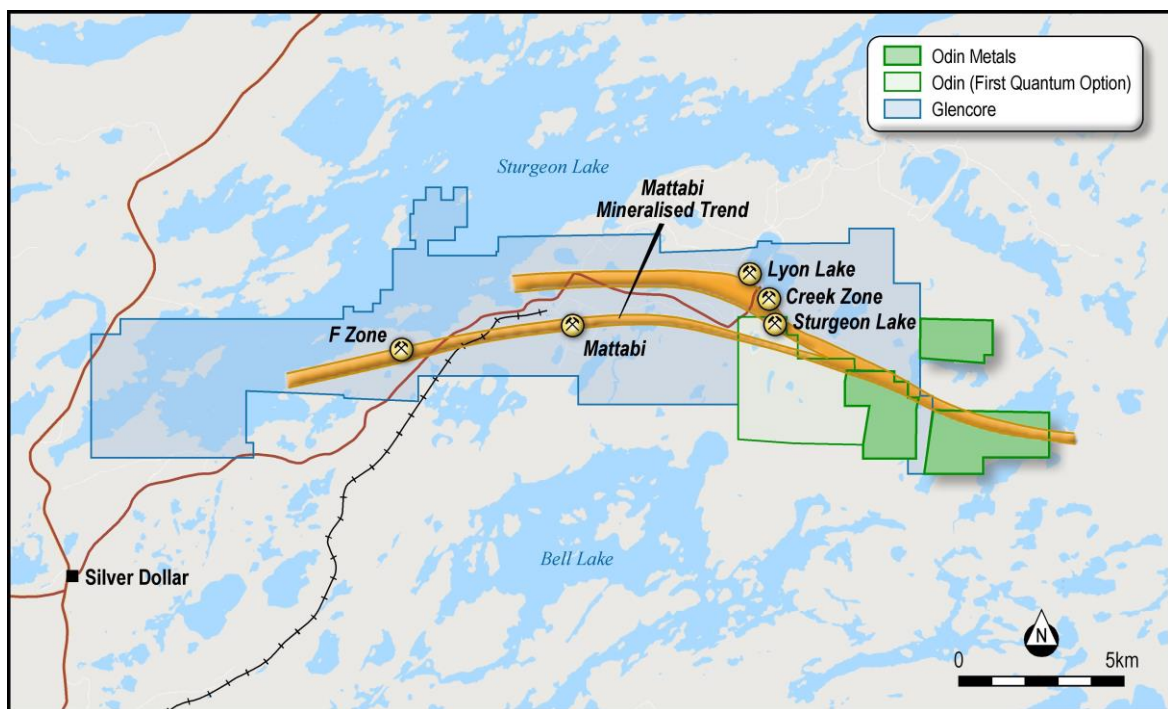 Odin Metals
Odin (First Quantum Option)
Glencore
Sturgeon Lake
Mattabi
Mineralised Trend
Lyon Lake
Creek Zone
Sturgeon Lake
F Zone
Mattabi
Bell Lake
Silver Dollar
N
0 5km